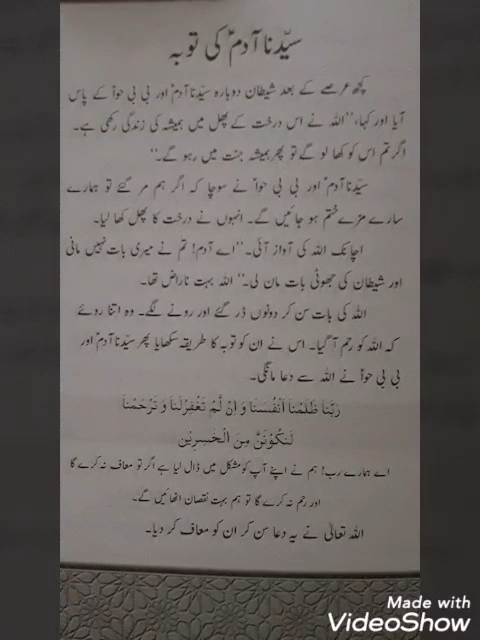 سیّدنا آدمؑ کی توبہ
کچھ عرصے کے بعد شیطان دوبارہ سیّدنا آدمؑ اور بی بی حواؑ کے پاس
آیا اور کہا، ”اللہ نے اس درخت کے پھل میں ہمیشہ کی زندگی رکھی ہے۔
اگر تم اس کو کھا لو گے تو پھر ہمیشہ جنت میں رہو گے۔“
سیّدنا آدمؑ اور بی بی حواؑ نے سوچا کہ اگر ہم مر گئے تو ہمارے
سارے مزے ختم ہو جائیں گے۔ انہوں نے درخت کا پھل کھا لیا۔
اچانک اللہ کی آواز آئی۔ ”اے آدم! تم نے میری بات نہیں مانی
اور شیطان کی جھوٹی بات مان لی۔“ اللہ بہت ناراض تھا۔
اللہ کی بات سن کر دونوں ڈر گئے اور رونے لگے۔ وہ اتنا روئے
کہ اللہ کو رحم آ گیا۔ اس نے ان کو توبہ کا طریقہ سکھایا پھر سیّدنا آدمؑ اور
بی بی حواؑ نے اللہ سے دعا مانگی۔
رَبَّنَا ظَلَمْنَا اَنْفُسَنَا وَ اِنْ لَّمْ تَغْفِرْلَنَا وَ تَرْحَمْنَا
لَنَكُوْنَنَّ مِنَ الْخٰسِرِيْنَ
اے ہمارے رب! ہم نے اپنے آپ کو مشکل میں ڈال لیا ہے اگر تو معاف نہ کرے گا
اور رحم نہ کرے گا تو ہم بہت نقصان اٹھائیں گے۔
اللہ تعالیٰ نے یہ دعا سن کر ان کو معاف کر دیا۔
Made with
VideoShow